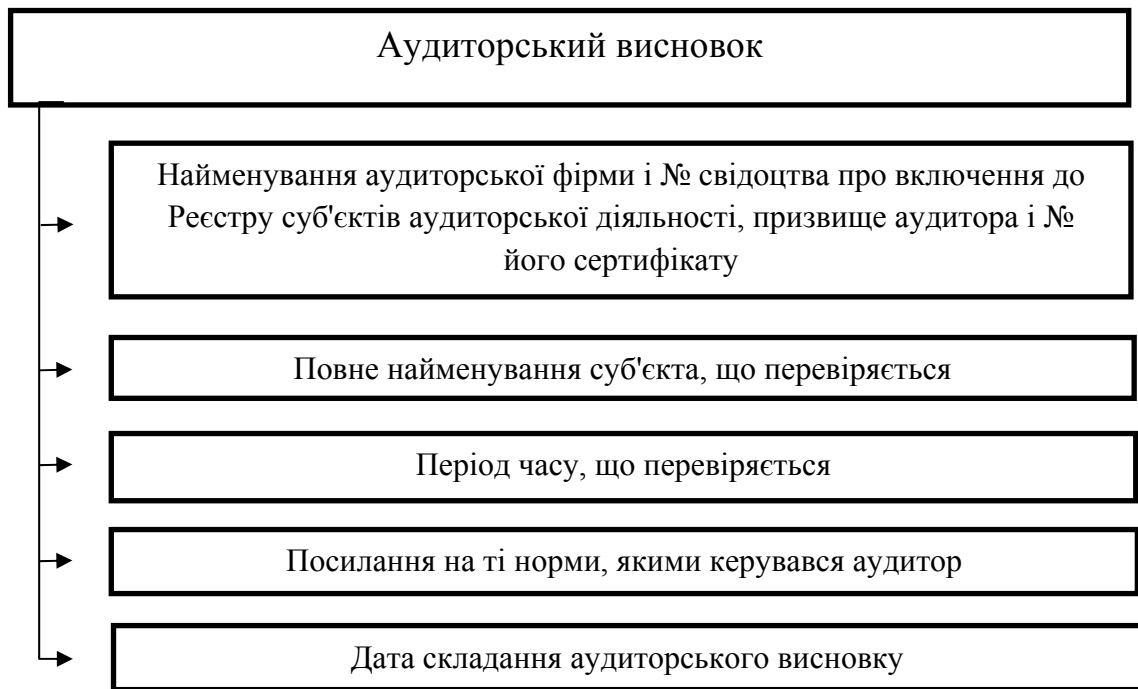 Аудиторський висновок
Найменування аудиторської фірми і № свідоцтва про включення до
Реєстру суб'єктів аудиторської діяльності, призвище аудитора і №
його сертифікату
Повне найменування суб'єкта, що перевіряється
Період часу, що перевіряється
Посилання на ті норми, якими керувався аудитор
Дата складання аудиторського висновку